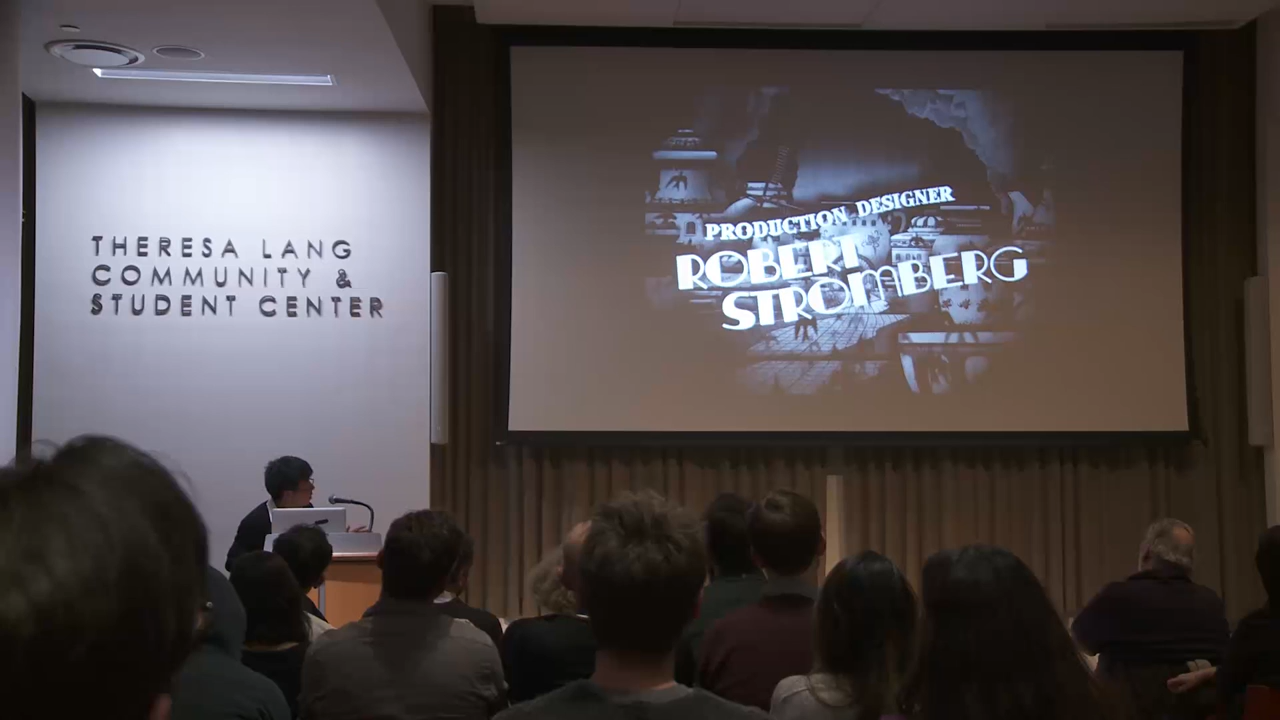 THERESA LANG
COMMUNITY &
STUDENT CENTER
PRODUCTION DESIGNER
ROBERT
STROMBERG